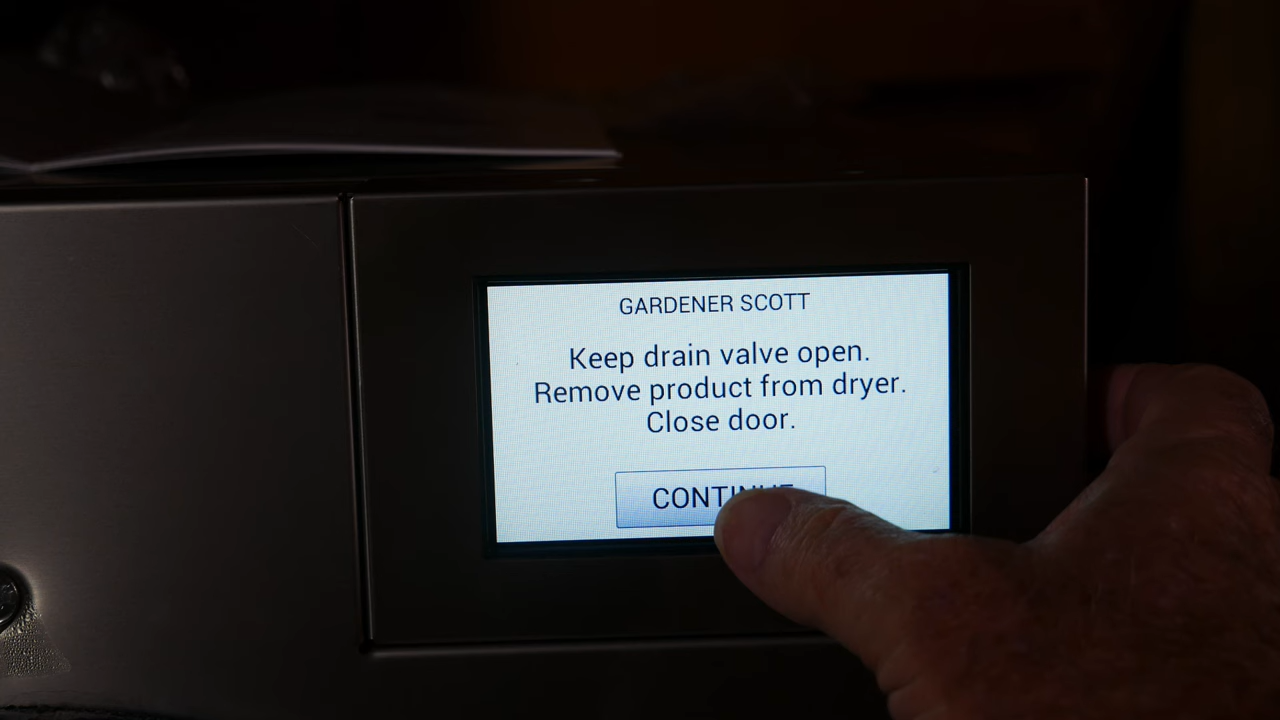 GARDENER SCOTT
Keep drain valve open.
Remove product from dryer.
Close door.
CONTINUE